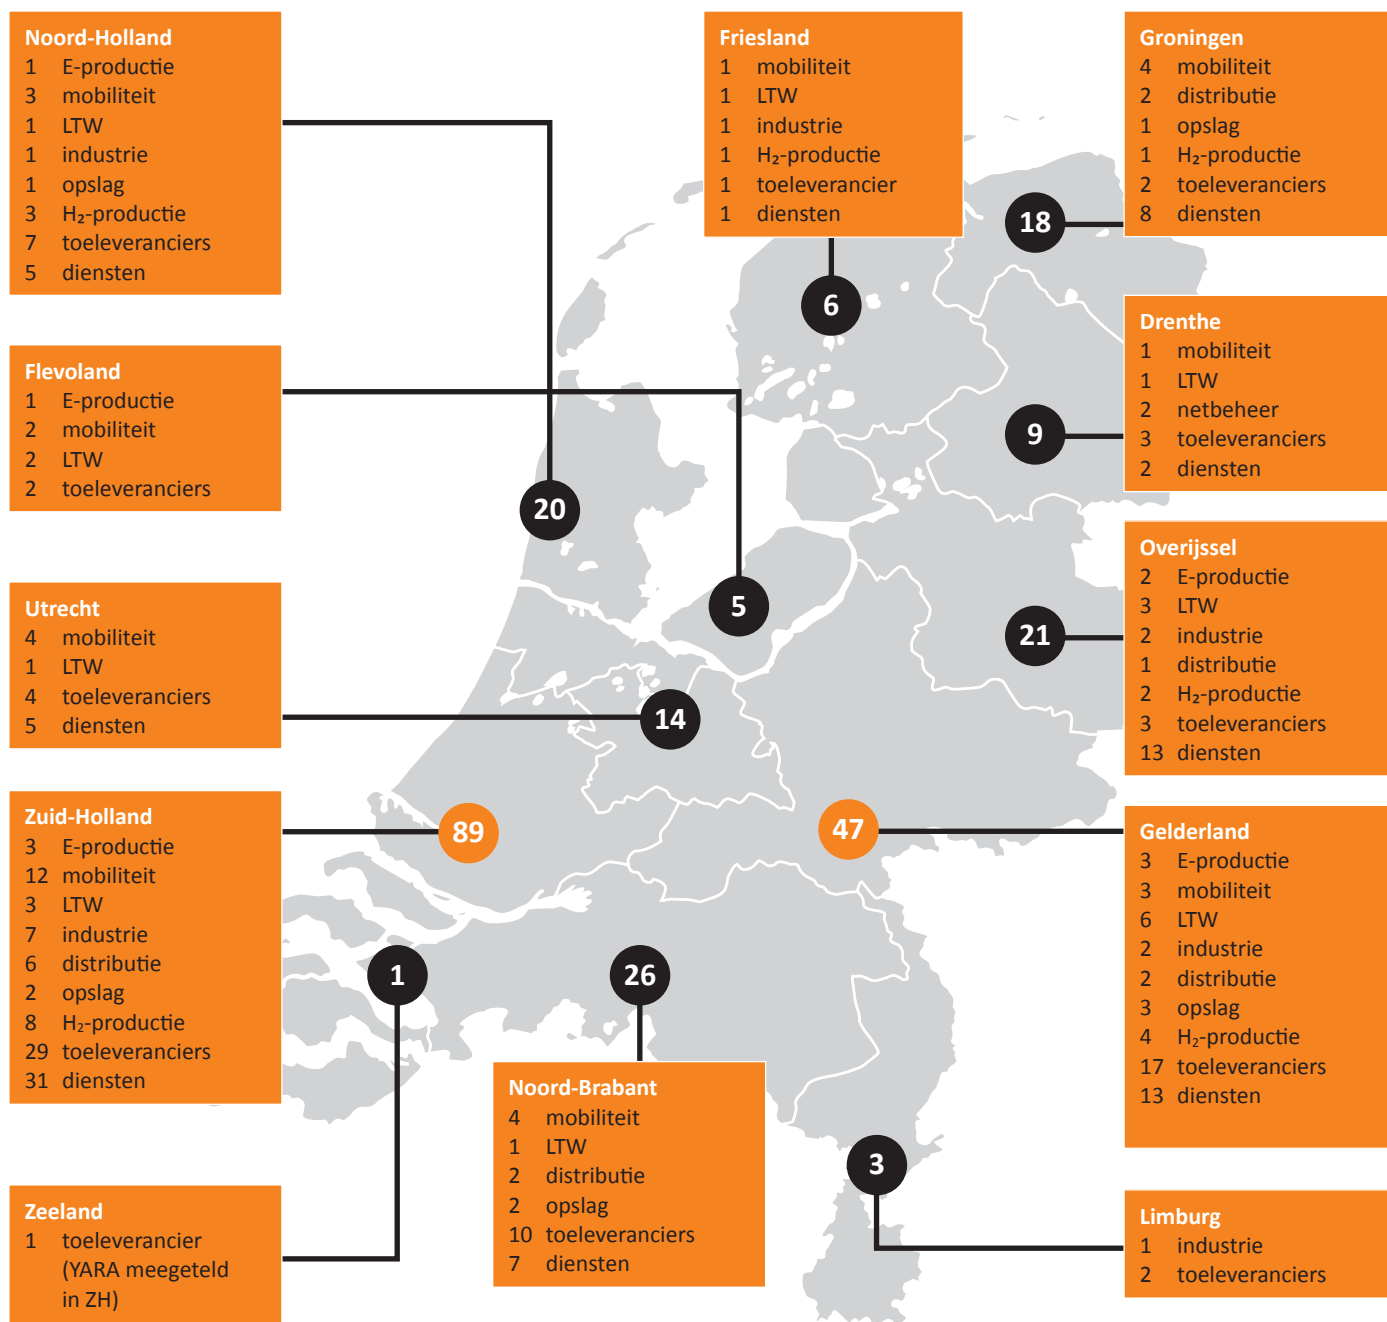 Noord-Holland
1 E-productie
3 mobiliteit
1 LTW
1 industrie
1 opslag
3 H₂-productie
7 toeleveranciers
5 diensten
Friesland
1 mobiliteit
1 LTW
1 industrie
1 H₂-productie
1 toeleverancier
1 diensten
Groningen
4 mobiliteit
2 distributie
1 opslag
1 H₂-productie
2 toeleveranciers
8 diensten
18
6
Flevoland
1 E-productie
2 mobiliteit
2 LTW
2 toeleveranciers
Drenthe
1 mobiliteit
1 LTW
2 netbeheer
3 toeleveranciers
2 diensten
9
20
5
Utrecht
4 mobiliteit
1 LTW
4 toeleveranciers
5 diensten
14
Overijssel
2 E-productie
3 LTW
2 industrie
1 distributie
2 H₂-productie
3 toeleveranciers
13 diensten
21
Zuid-Holland
3 E-productie
12 mobiliteit
3 LTW
7 industrie
6 distributie
2 opslag
8 H₂-productie
29 toeleveranciers
31 diensten
89
47
Gelderland
3 E-productie
3 mobiliteit
6 LTW
2 industrie
2 distributie
3 opslag
4 H₂-productie
17 toeleveranciers
13 diensten
1
26
Noord-Brabant
4 mobiliteit
1 LTW
2 distributie
2 opslag
10 toeleveranciers
7 diensten
3
Zeeland
1 toeleverancier
(YARA meegeteld
in ZH)
Limburg
1 industrie
2 toeleveranciers